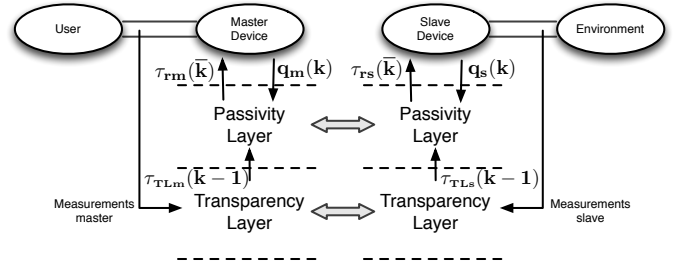 User
Master Device
Slave Device
Environment
τrm(k̅)
qm(k)
τrs(k̅)
qs(k)
Passivity Layer
Passivity Layer
τTLm(k − 1)
τTLs(k − 1)
Measurements master
Transparency Layer
Transparency Layer
Measurements slave